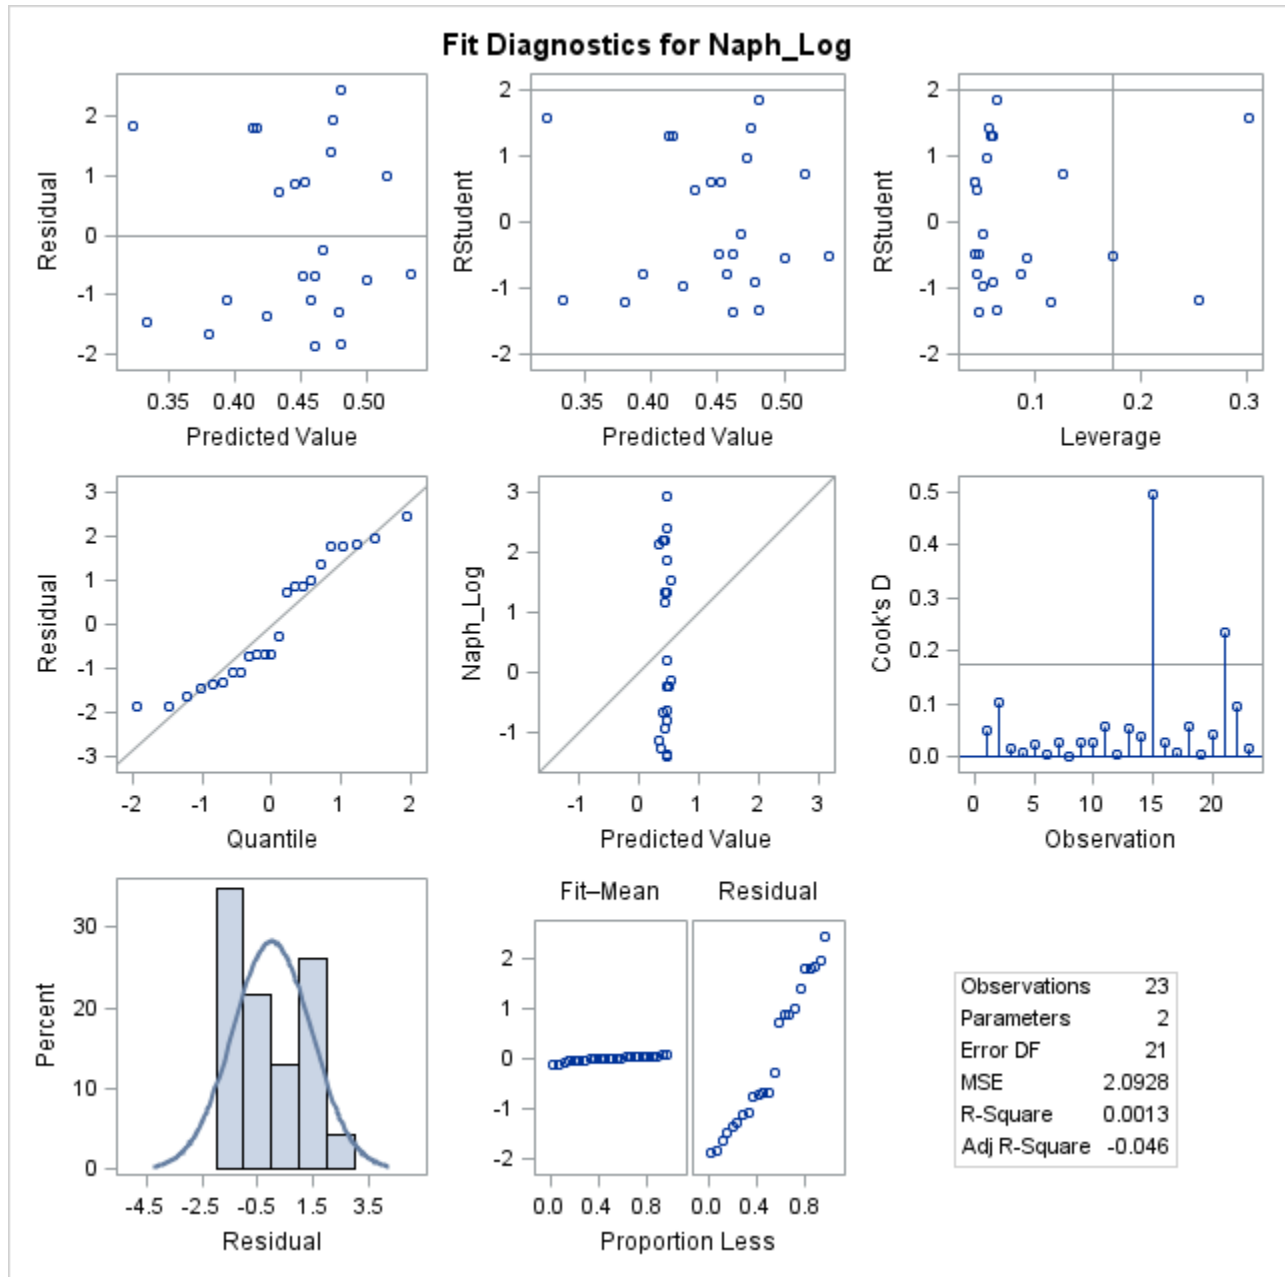 Fit Diagnostics for Naph_Log
Residual
2
1
0
-1
-2
0.35 0.40 0.45 0.50
Predicted Value
RStudent
2
1
0
-1
-2
0.35 0.40 0.45 0.50
Predicted Value
RStudent
2
1
0
-1
-2
0.1 0.2 0.3
Leverage
Residual
3
2
1
0
-1
-2
-3
-2 -1 0 1 2
Quantile
Naph_Log
3
2
1
0
-1
-1 0 1 2 3
Predicted Value
Cook's D
0.5
0.4
0.3
0.2
0.1
0.0
0 5 10 15 20
Observation
Percent
30
20
10
0
-4.5 -2.5 -0.5 1.5 3.5
Residual
Fit–Mean Residual
2
1
0
-1
-2
0.0 0.4 0.8 0.0 0.4 0.8
Proportion Less
Observations 23
Parameters 2
Error DF 21
MSE 2.0928
R-Square 0.0013
Adj R-Square -0.046